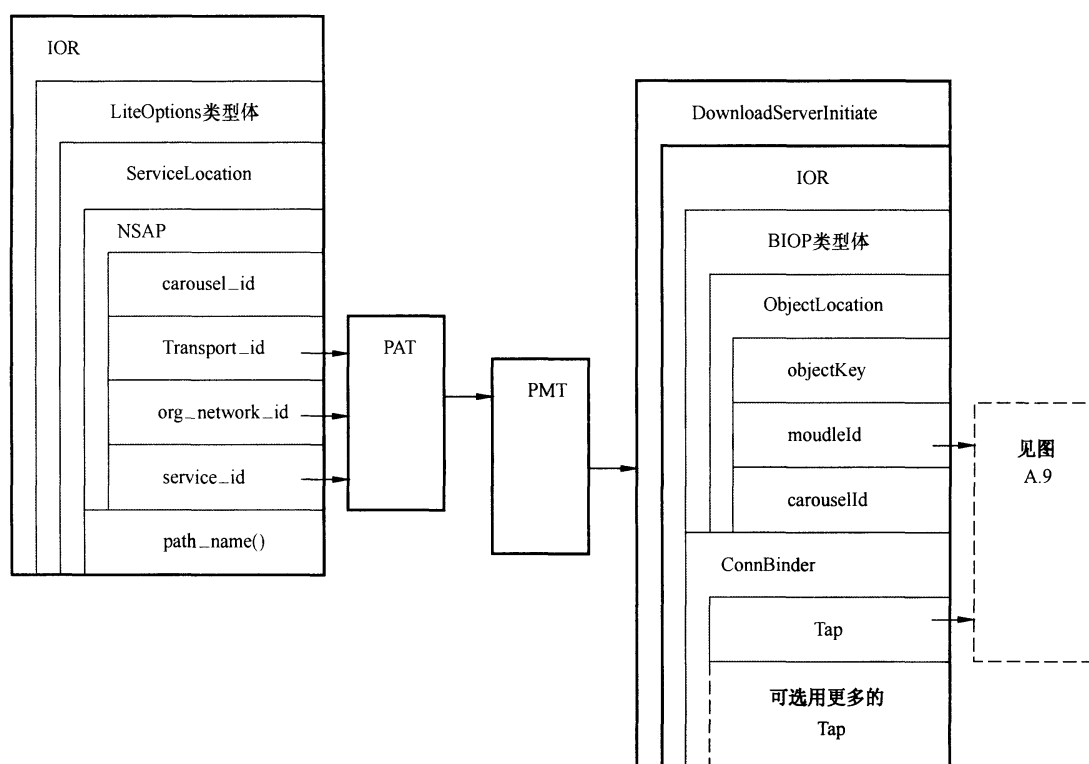 IOR
LiteOptions类型体
ServiceLocation
NSAP
carousel_id
Transport_id
org_network_id
service_id
path_name()
PAT
PMT
DownloadServerInitiate
IOR
BIOP类型体
ObjectLocation
objectKey
moudleId
carouselId
ConnBinder
Tap
可选用更多的
Tap
见图
A.9